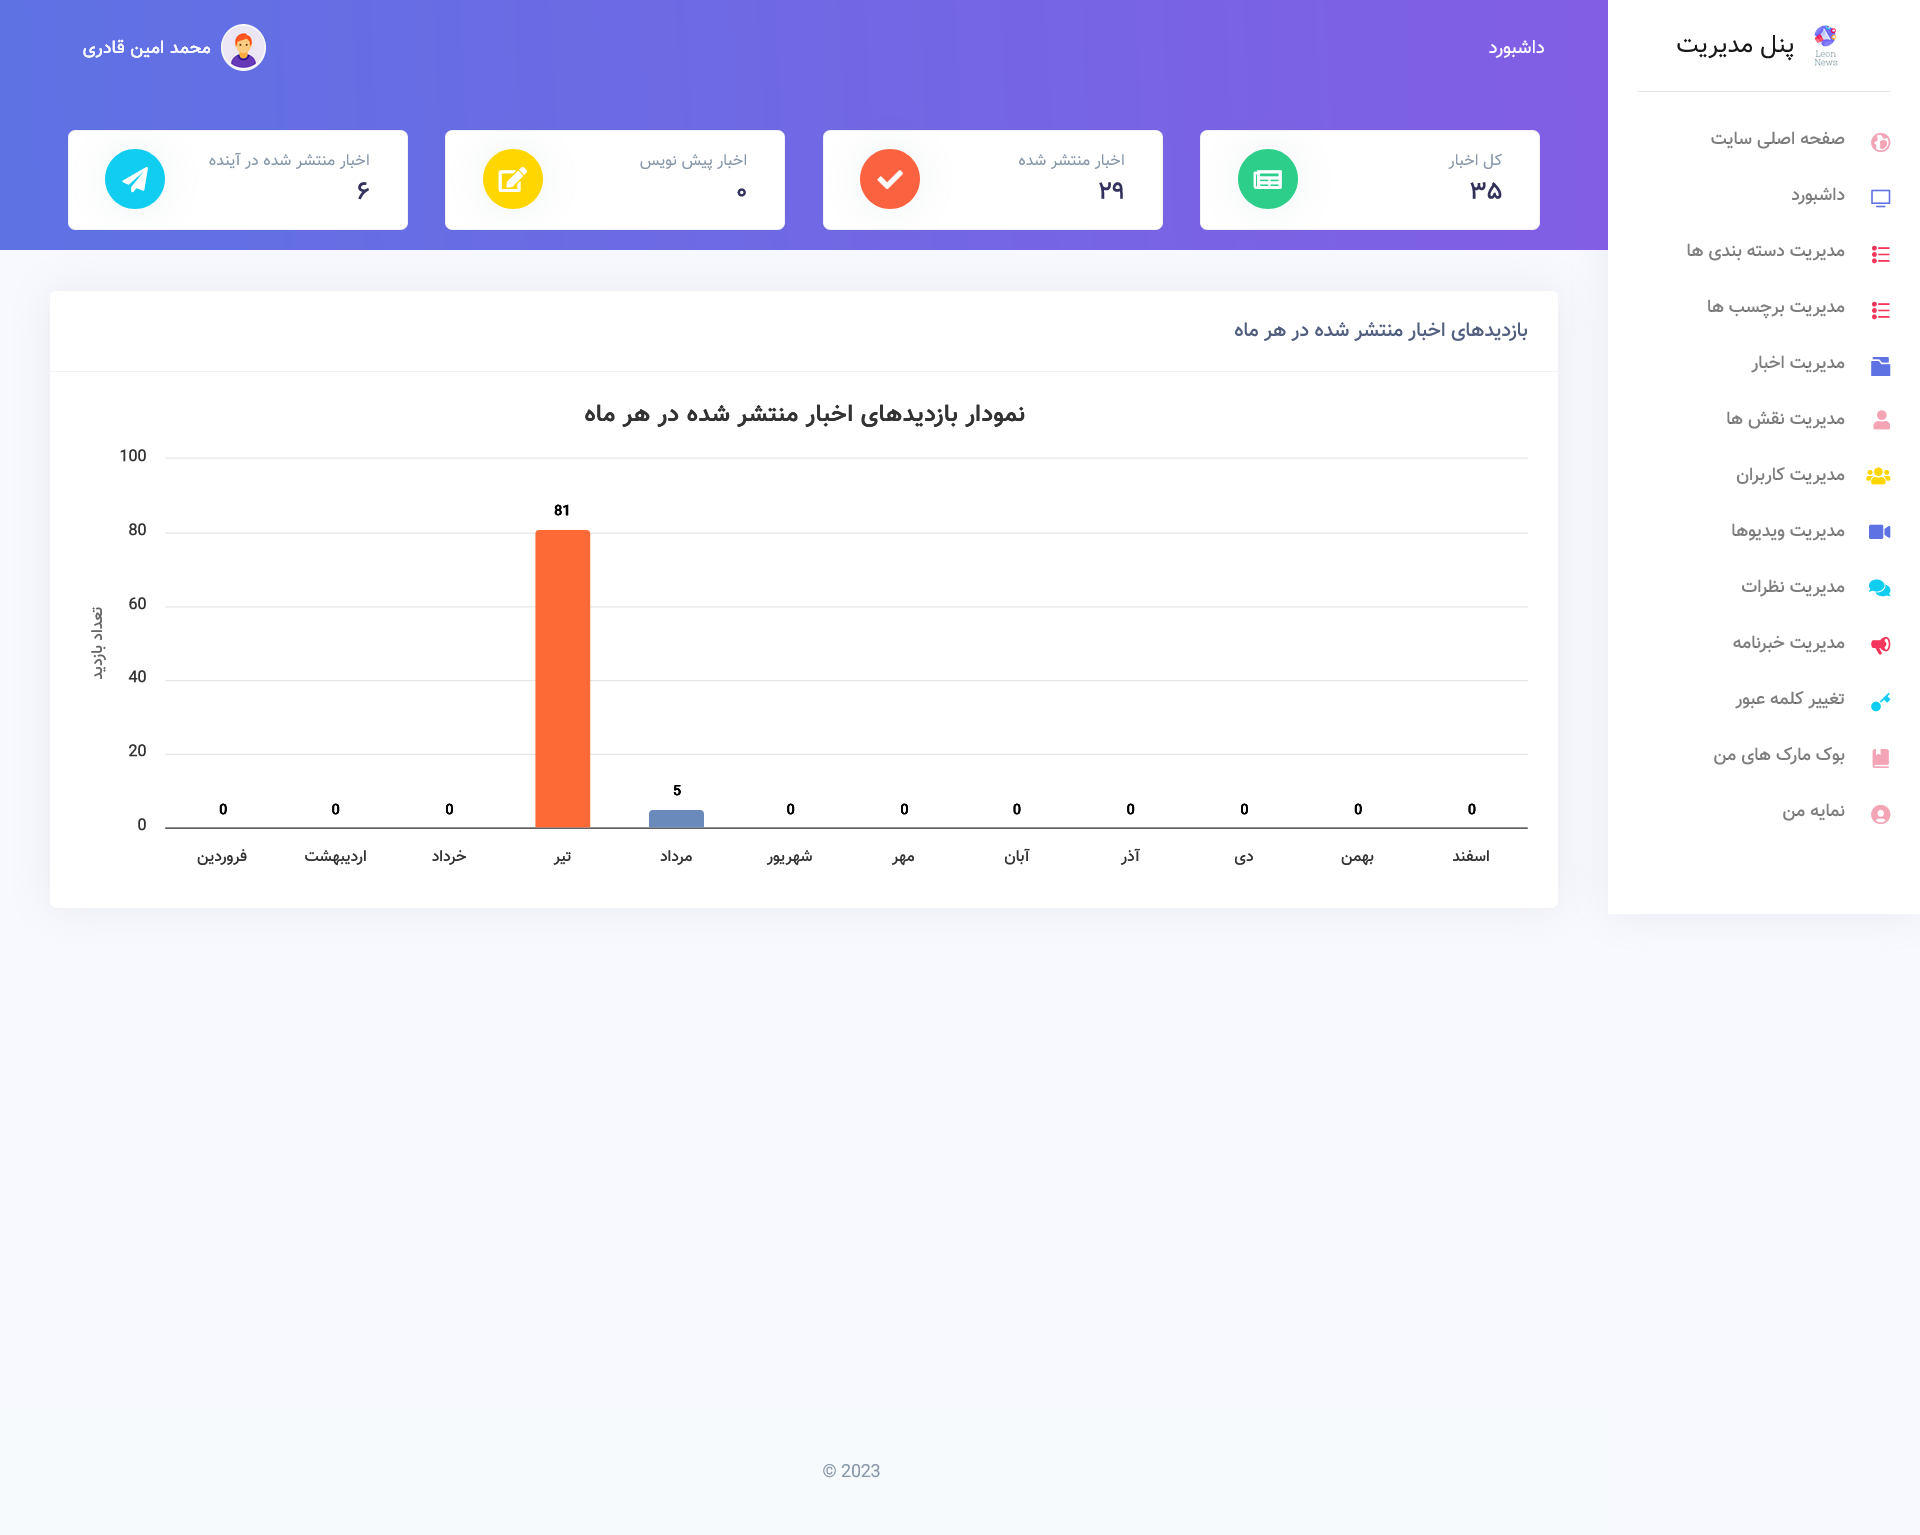 Leon
News
پنل مدیریت
صفحه اصلی سایت
داشبورد
مدیریت دسته بندی ها
مدیریت برچسب ها
مدیریت اخبار
مدیریت نقش ها
مدیریت کاربران
مدیریت ویدیوها
مدیریت نظرات
مدیریت خبرنامه
تغییر کلمه عبور
بوک مارک های من
نمایه من
داشبورد
محمد امین قادری
کل اخبار
۳۵
اخبار منتشر شده
۲۹
اخبار پیش نویس
۰
اخبار منتشر شده در آینده
۶
بازدیدهای اخبار منتشر شده در هر ماه
نمودار بازدیدهای اخبار منتشر شده در هر ماه
تعداد بازدید
100
80
60
40
20
0
0 0 0 81 5 0 0 0 0 0 0 0
فروردین
اردیبهشت
خرداد
تیر
مرداد
شهریور
مهر
آبان
آذر
دی
بهمن
اسفند
© 2023